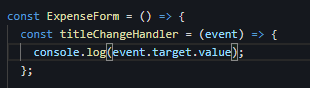 const ExpenseForm = () => {
  const titleChangeHandler = (event) => {
    console.log(event.target.value);
  };